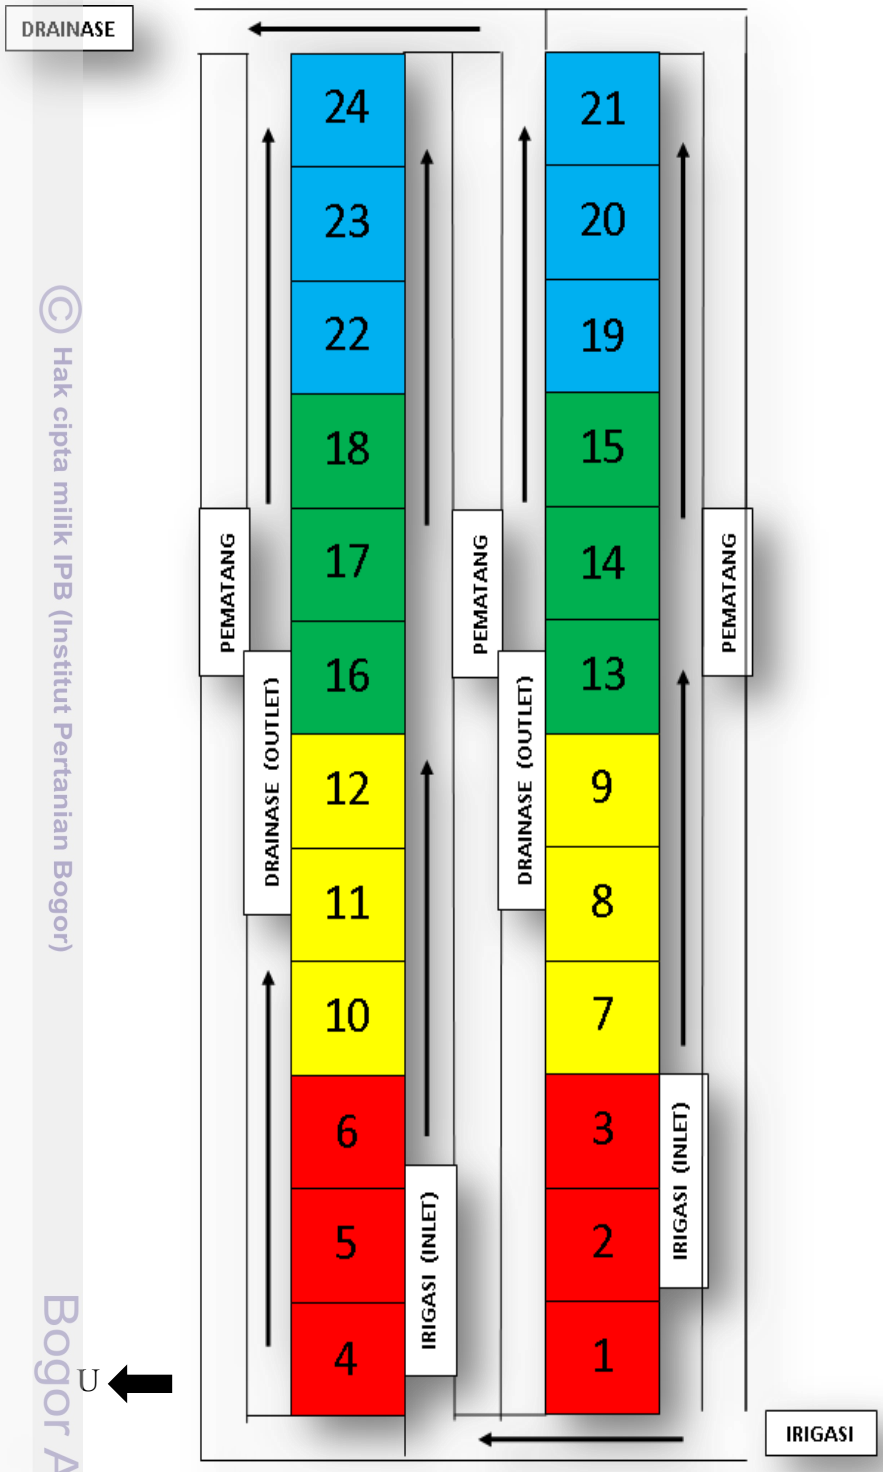 DRAINASE
24
21
23
20
22
19
18
15
17
14
16
13
12
9
11
8
10
7
6
3
5
2
4
1
PEMATANG
PEMATANG
PEMATANG
DRAINASE (OUTLET)
DRAINASE (OUTLET)
IRIGASI (INLET)
IRIGASI (INLET)
U
IRIGASI
© Hak cipta milik IPB (Institut Pertanian Bogor)
Bogor A